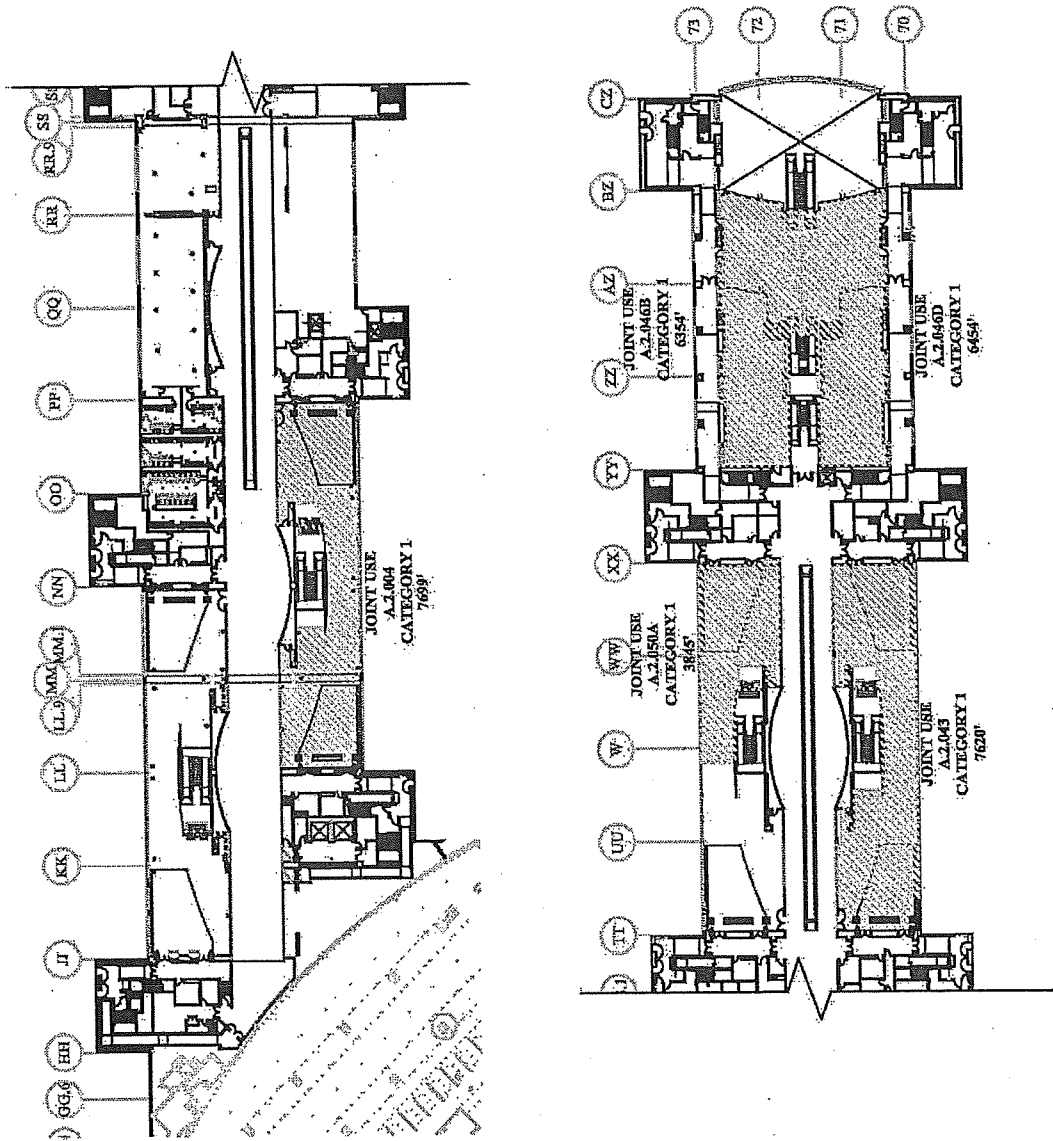 SS
RR.9
RR
QQ
PP
OO
NN
MM.1
MM
LL.9
LL
KK
JJ
HH
GG.6
JOINT USE
A.2.004
CATEGORY 1
7699'
73
72
71
70
CZ
BZ
AZ
ZZ
YY
XX
WW
UU
TT
JOINT USE
A.2.046B
CATEGORY 1
6354'
JOINT USE
A.2.046D
CATEGORY 1
6454'
JOINT USE
A.2.050A
CATEGORY 1
3845'
JOINT USE
A.2.043
CATEGORY 1
7620'